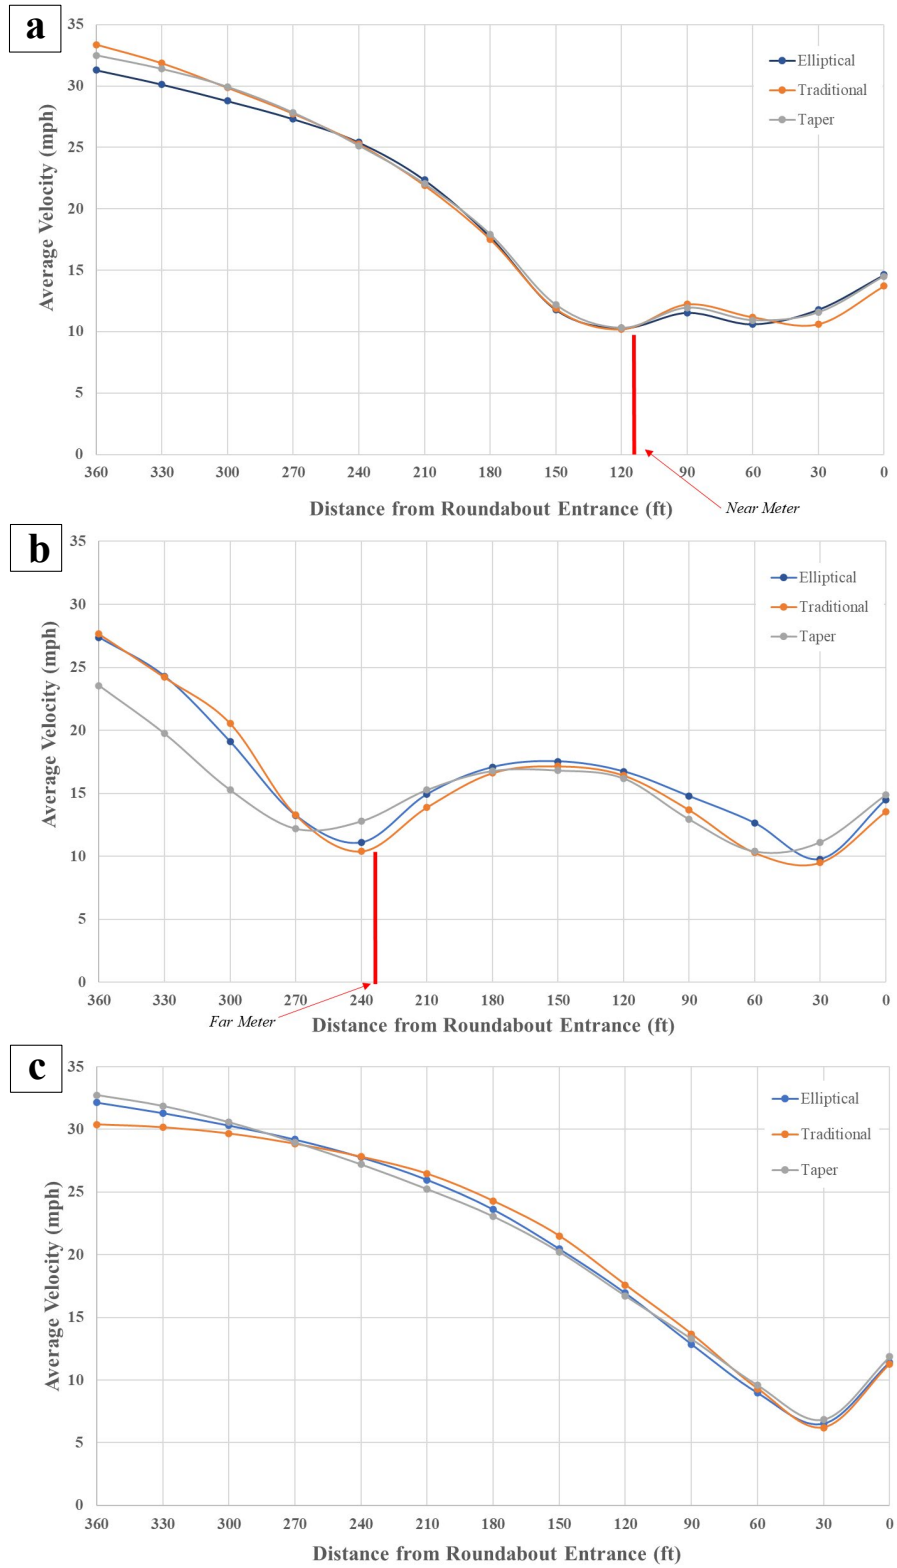 a
35
30
25
20
15
10
5
0
Average Velocity (mph)
Elliptical
Traditional
Taper
360 330 300 270 240 210 180 150 120 90 60 30 0
Distance from Roundabout Entrance (ft)
Near Meter
b
35
30
25
20
15
10
5
0
Average Velocity (mph)
Elliptical
Traditional
Taper
360 330 300 270 240 210 180 150 120 90 60 30 0
Far Meter
Distance from Roundabout Entrance (ft)
c
35
30
25
20
15
10
5
0
Average Velocity (mph)
Elliptical
Traditional
Taper
360 330 300 270 240 210 180 150 120 90 60 30 0
Distance from Roundabout Entrance (ft)